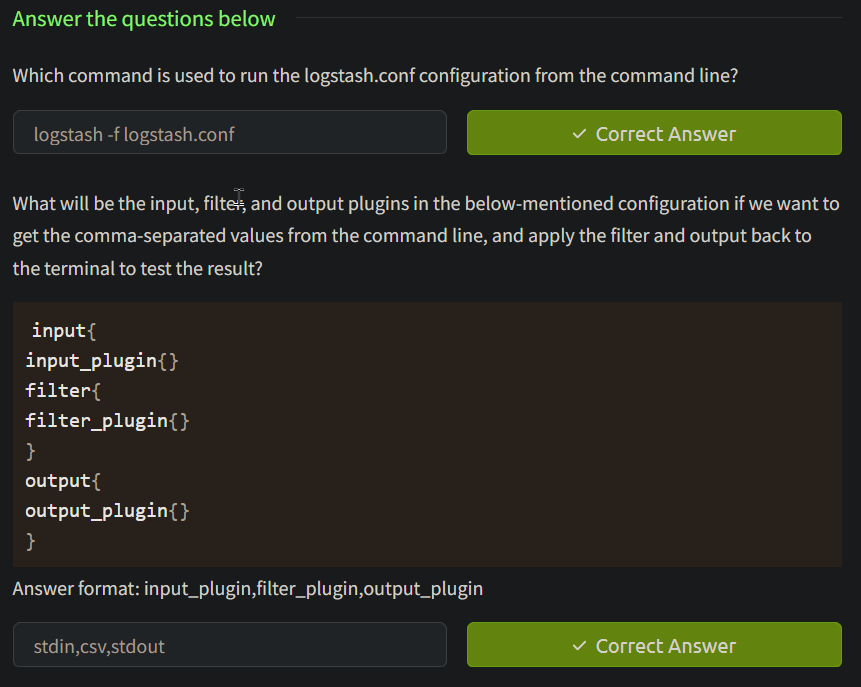 Answer the questions below
Which command is used to run the logstash.conf configuration from the command line?
logstash -f logstash.conf
✓ Correct Answer
What will be the input, filter, and output plugins in the below-mentioned configuration if we want to
get the comma-separated values from the command line, and apply the filter and output back to
the terminal to test the result?
input{
input_plugin{}
filter{
filter_plugin{}
}
output{
output_plugin{}
}
Answer format: input_plugin,filter_plugin,output_plugin
stdin,csv,stdout
✓ Correct Answer